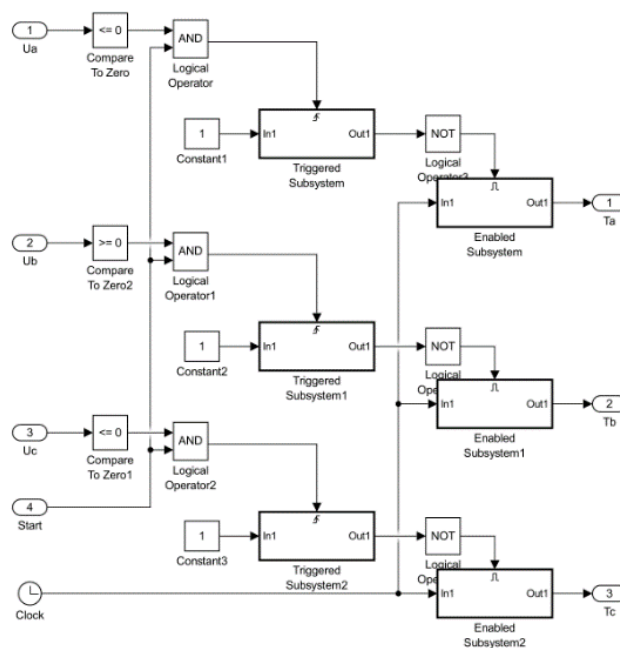 1
Ua
<= 0
Compare
To Zero
AND
Logical
Operator
1
Constant1
In1
Out1
Triggered
Subsystem
NOT
Logical
Operator3
In1
Out1
Enabled
Subsystem
1
Ta
2
Ub
>= 0
Compare
To Zero2
AND
Logical
Operator1
1
Constant2
In1
Out1
Triggered
Subsystem1
NOT
Logical
In1
Out1
Enabled
Subsystem1
2
Tb
3
Uc
<= 0
Compare
To Zero1
AND
Logical
Operator2
4
Start
1
Constant3
In1
Out1
Triggered
Subsystem2
NOT
Logical
In1
Out1
Enabled
Subsystem2
3
Tc
Clock